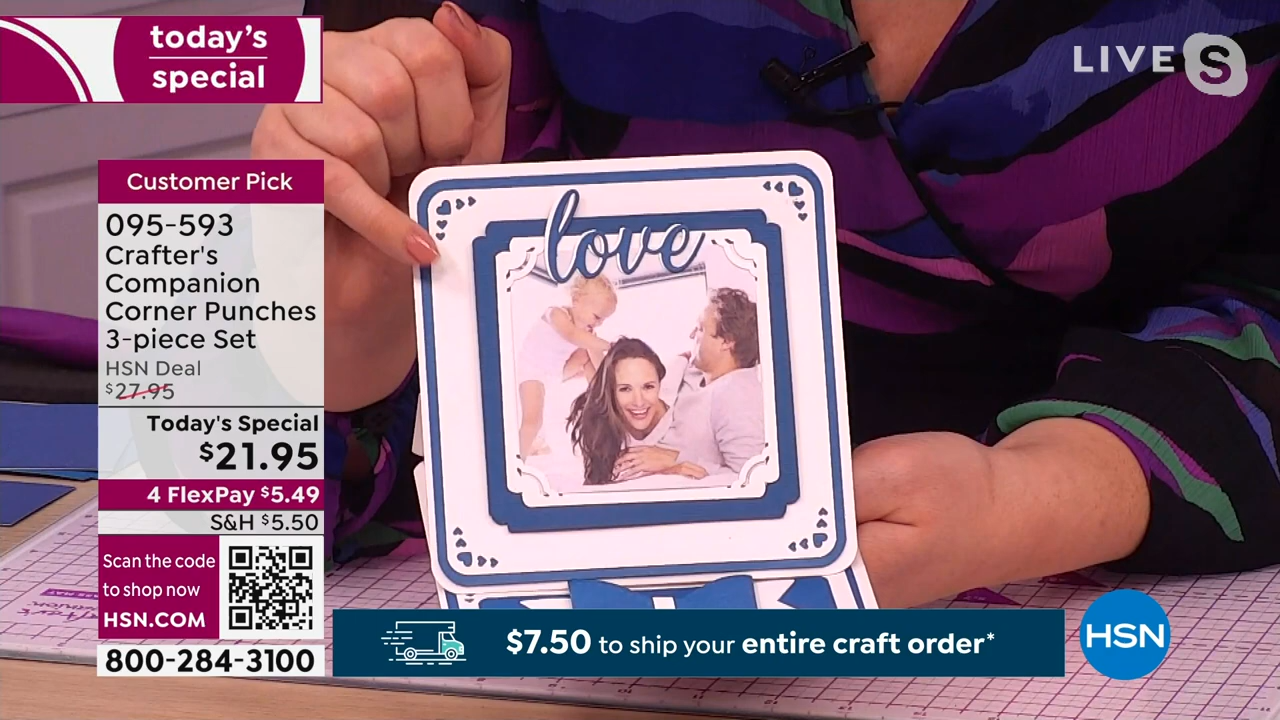 today's
special
LIVE S
Customer Pick
095-593
Crafter's
Companion
Corner Punches
3-piece Set
HSN Deal
$27.95
Today's Special
$21.95
4 FlexPay $5.49
S&H $5.50
Scan the code
to shop now
HSN.COM
800-284-3100
love
$7.50 to ship your entire craft order*
HSN